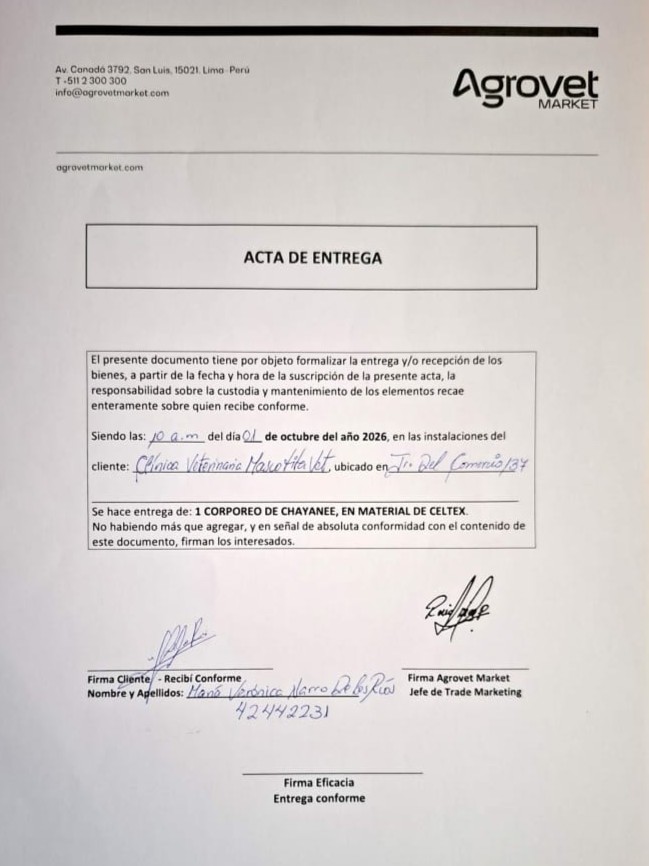 Av. Canadá 3792, San Luis, 15021. Lima - Perú
T +511 2 300 300
info@agrovetmarket.com
Agrovet
MARKET
agrovetmarket.com
ACTA DE ENTREGA
El presente documento tiene por objeto formalizar la entrega y/o recepción de los
bienes, a partir de la fecha y hora de la suscripción de la presente acta, la
responsabilidad sobre la custodia y mantenimiento de los elementos recae
enteramente sobre quien recibe conforme.
Siendo las: 10 a.m del día 01 de octubre del año 2026, en las instalaciones del
cliente: Clínica Veterinaria Mascotita Vet, ubicado en Jr. Del Comercio 137
Se hace entrega de: 1 CORPOREO DE CHAYANEE, EN MATERIAL DE CELTEX.
No habiendo más que agregar, y en señal de absoluta conformidad con el contenido de
este documento, firman los interesados.
Firma Cliente - Recibí Conforme
Nombre y Apellidos: Verónica De los Ríos
42442231
Firma Agrovet Market
Jefe de Trade Marketing
Firma Eficacia
Entrega conforme